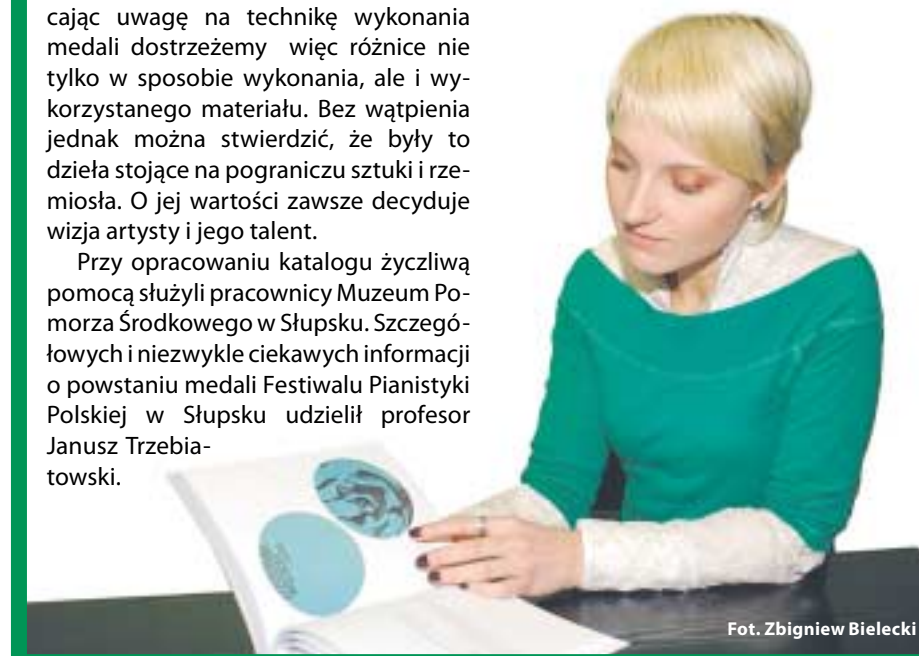 cając uwagę na technikę wykonania
medali dostrzeżemy więc różnice nie
tylko w sposobie wykonania, ale i wy-
korzystanego materiału. Bez wątpienia
jednak można stwierdzić, że były to
dzieła stojące na pograniczu sztuki i rze-
miosła. O jej wartości zawsze decyduje
wizja artysty i jego talent.
Przy opracowaniu katalogu życzliwą
pomocą służyli pracownicy Muzeum Po-
morza Środkowego w Słupsku. Szczegó-
łowych i niezwykle ciekawych informacji
o powstaniu medali Festiwalu Pianistyki
Polskiej w Słupsku udzielił profesor
Janusz Trzebia-
towski.
Fot. Zbigniew Bielecki